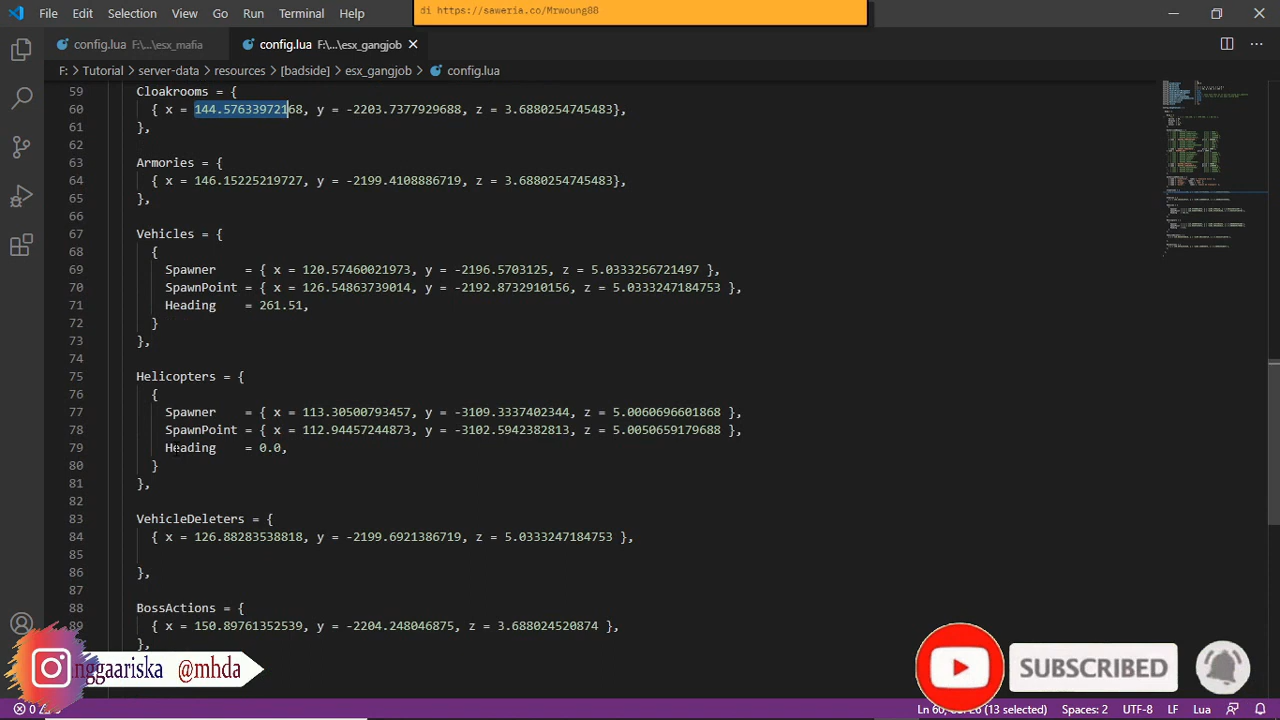 di https://saweria.co/Mrwoung88
File Edit Selection View Go Run Terminal Help
config.lua F:\...\esx_mafia
config.lua F:\...\esx_gangjob
F: > Tutorial > server-data > resources > [badside] > esx_gangjob > config.lua
59 Cloakrooms = {
60 { x = 144.57633972168, y = -2203.7377929688, z = 3.6880254745483},
61 },
62
63 Armories = {
64 { x = 146.15225219727, y = -2199.4108886719, z = 3.6880254745483},
65 },
66
67 Vehicles = {
68 {
69 Spawner = { x = 120.57460021973, y = -2196.5703125, z = 5.0333256721497 },
70 SpawnPoint = { x = 126.54863739014, y = -2192.8732910156, z = 5.0333247184753 },
71 Heading = 261.51,
72 }
73 },
74
75 Helicopters = {
76 {
77 Spawner = { x = 113.30500793457, y = -3109.3337402344, z = 5.0060696601868 },
78 SpawnPoint = { x = 112.94457244873, y = -3102.5942382813, z = 5.0050659179688 },
79 Heading = 0.0,
80 }
81 },
82
83 VehicleDeleters = {
84 { x = 126.88283538818, y = -2199.6921386719, z = 5.0333247184753 },
85
86 },
87
88 BossActions = {
89 { x = 150.89761352539, y = -2204.248046875, z = 3.688024520874 },
},
nggaariska @mhda
SUBSCRIBED
0
(13 selected) Spaces: 2 UTF-8 LF Lua